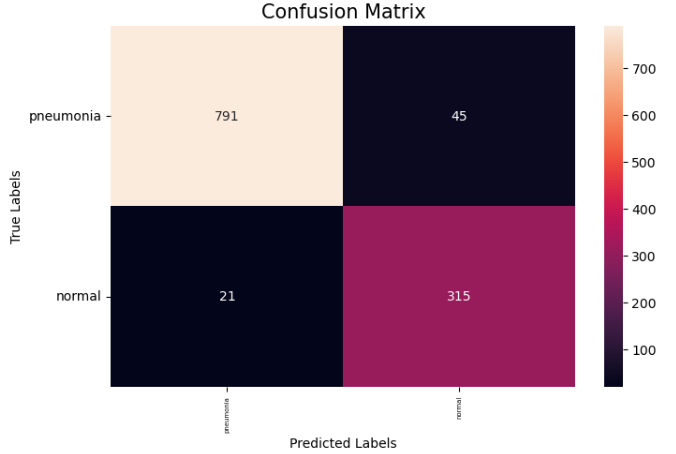 Confusion Matrix
True Labels
pneumonia
791
45
normal
21
315
pneumonia
normal
Predicted Labels
700
600
500
400
300
200
100